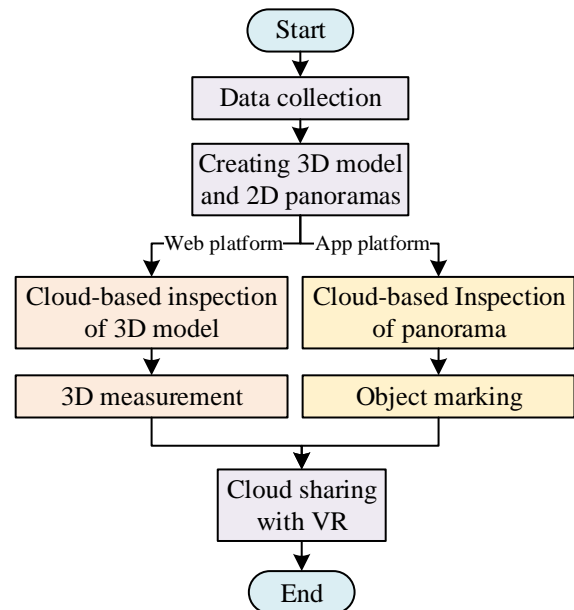 Start
Data collection
Creating 3D model
and 2D panoramas
Web platform
App platform
Cloud-based inspection
of 3D model
Cloud-based Inspection
of panorama
3D measurement
Object marking
Cloud sharing
with VR
End